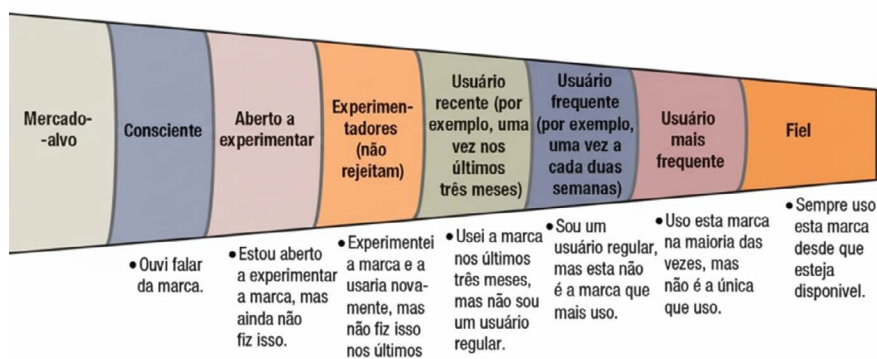 Mercado-
-alvo
Consciente
Aberto a
experimentar
Experimen-
tadores
(não
rejeitam)
Usuário
recente (por
exemplo, uma
vez nos
últimos
três meses)
Usuário
frequente
(por exemplo,
uma vez a
cada duas
semanas)
Usuário
mais
frequente
Fiel
• Ouvi falar
da marca.
• Estou aberto
a experimentar
a marca, mas
ainda não
fiz isso.
• Experimentei
a marca e a
usaria nova-
mente, mas
não fiz isso
nos últimos
• Usei a marca
nos últimos
três meses,
mas não sou
um usuário
regular.
• Sou um
usuário regular,
mas esta não
é a marca que
mais uso.
• Uso esta marca
na maioria das
vezes, mas
não é a única
que uso.
• Sempre uso
esta marca
desde que
esteja
disponivel.